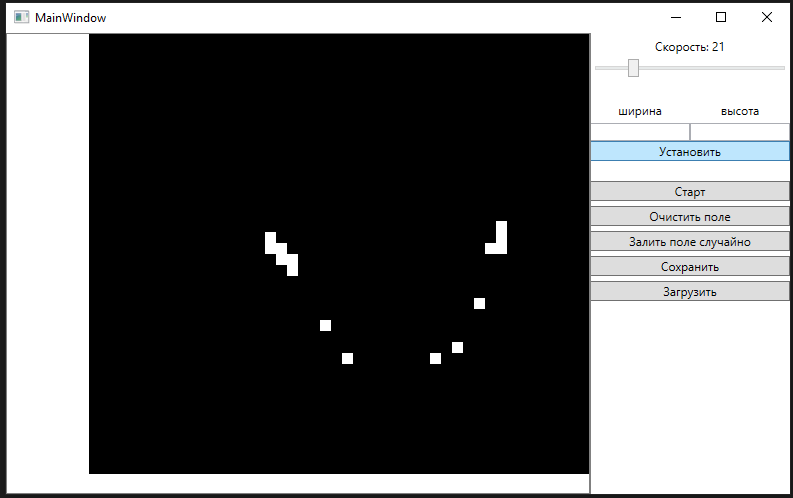 MainWindow
Скорость: 21
ширина высота
Установить
Старт
Очистить поле
Залить поле случайно
Сохранить
Загрузить